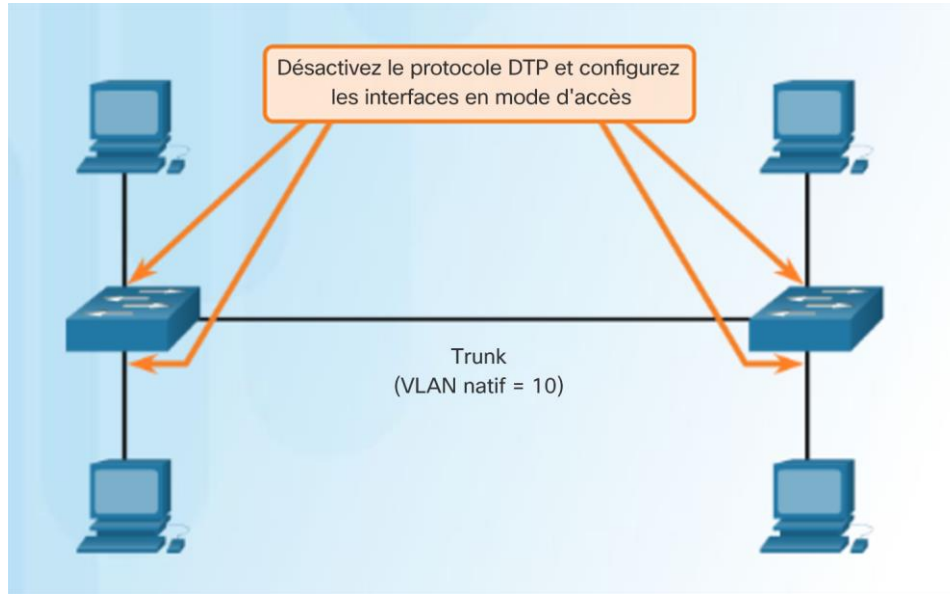 Désactivez le protocole DTP et configurez
les interfaces en mode d'accès
Trunk
(VLAN natif = 10)